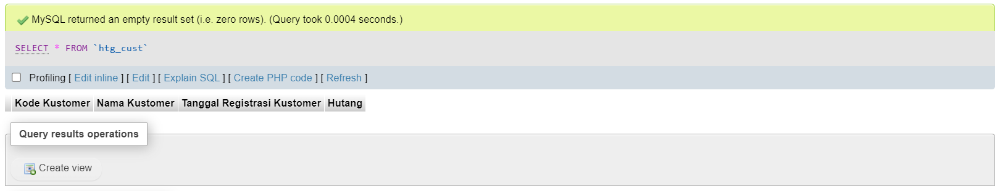 MySQL returned an empty result set (i.e. zero rows). (Query took 0.0004 seconds.)
SELECT * FROM `htg_cust`
Profiling [ Edit inline ] [ Edit ] [ Explain SQL ] [ Create PHP code ] [ Refresh ]
Kode Kustomer Nama Kustomer Tanggal Registrasi Kustomer Hutang
Query results operations
Create view